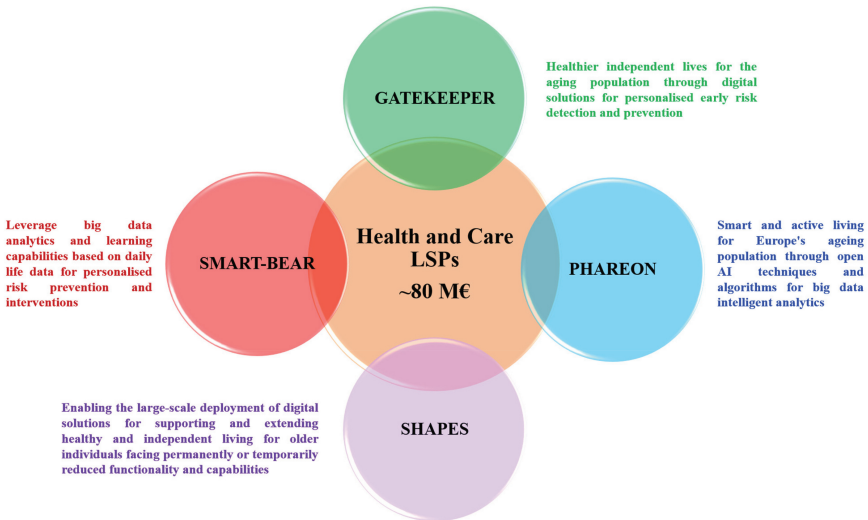 GATEKEEPER
Healthier independent lives for the
aging population through digital
solutions for personalised early risk
detection and prevention
Leverage big data
analytics and learning
capabilities based on daily
life data for personalised
risk prevention and
interventions
SMART-BEAR
Health and Care
LSPs
~80 M€
PHAREON
Smart and active living
for Europe's ageing
population through open
AI techniques and
algorithms for big data
intelligent analytics
Enabling the large-scale deployment of digital
solutions for supporting and extending
healthy and independent living for older
individuals facing permanently or temporarily
reduced functionality and capabilities
SHAPES